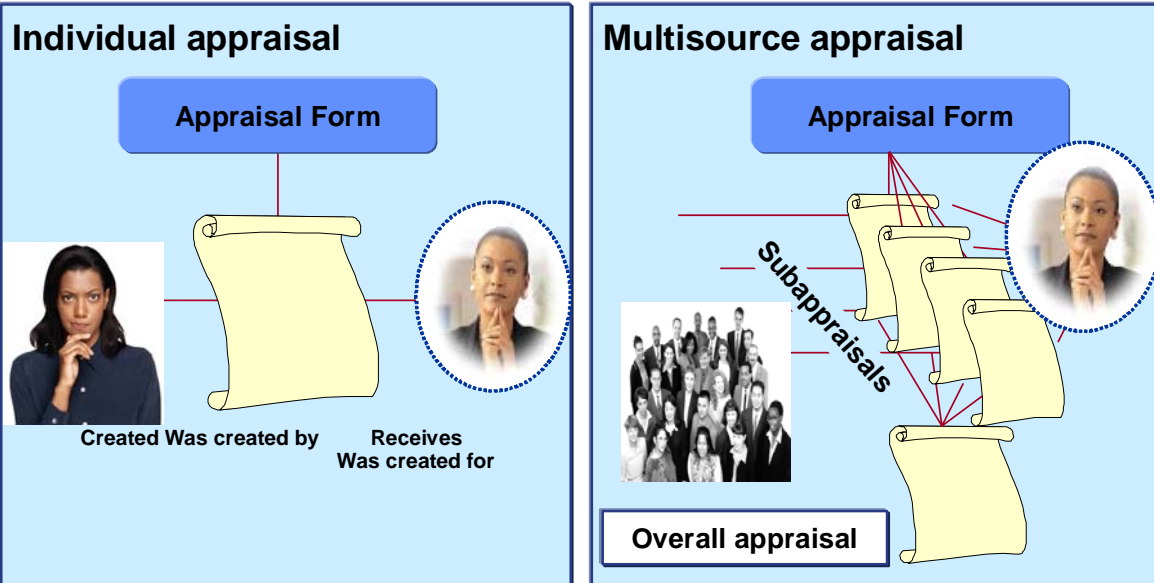 Individual appraisal
Appraisal Form
Created Was created by
Receives
Was created for
Multisource appraisal
Appraisal Form
Subappraisals
Overall appraisal